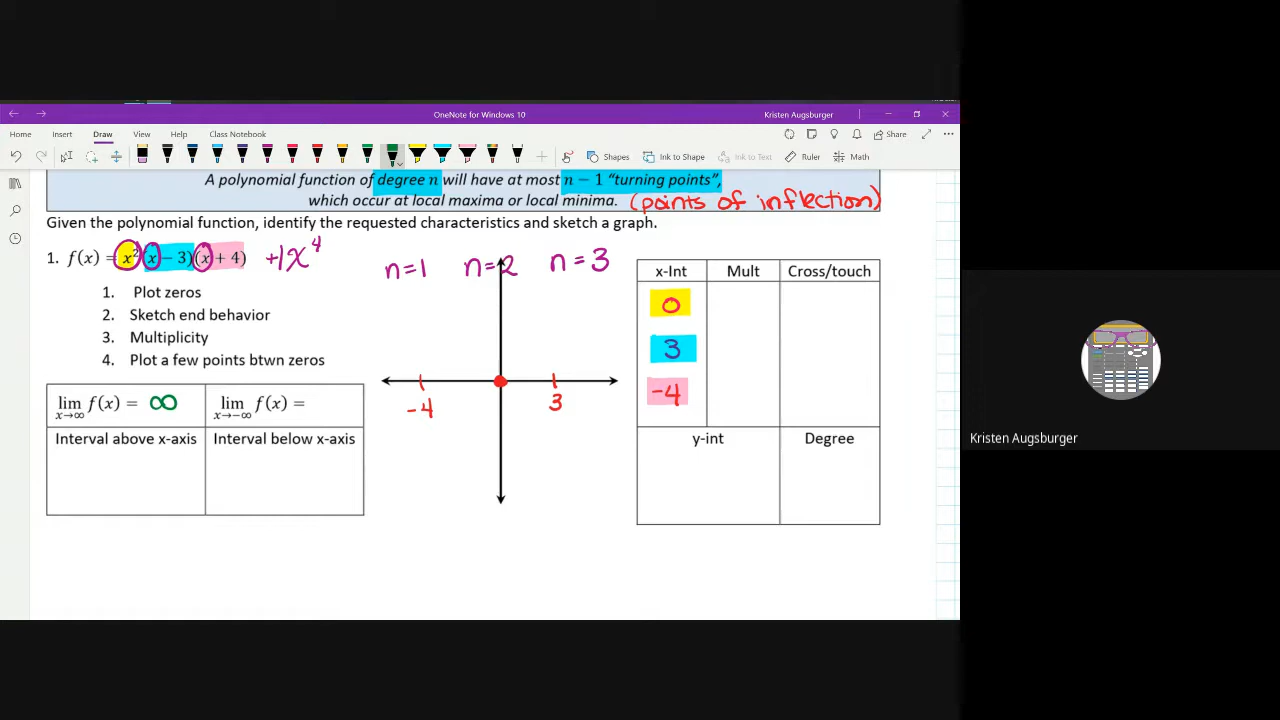 OneNote for Windows 10
Kristen Augsburger
Home Insert Draw View Help Class Notebook
Share
Shapes Ink to Shape Ink to Text Ruler Math
A polynomial function of degree n will have at most n − 1 "turning points",
which occur at local maxima or local minima. (points of inflection)
Given the polynomial function, identify the requested characteristics and sketch a graph.
1. f(x) = x²(x − 3)(x + 4) +1x⁴
n=1 n=2 n=3
1. Plot zeros
2. Sketch end behavior
3. Multiplicity
4. Plot a few points btwn zeros
lim x→∞ f(x) = ∞ lim x→−∞ f(x) =
Interval above x-axis Interval below x-axis
-4 3
x-Int Mult Cross/touch
0
3
-4
y-int Degree
Kristen Augsburger